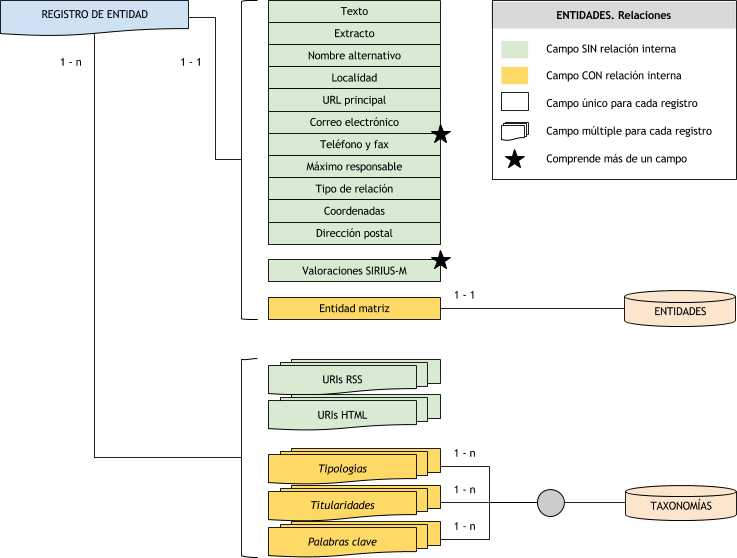 REGISTRO DE ENTIDAD
1 - n
1 - 1
Texto
Extracto
Nombre alternativo
Localidad
URL principal
Correo electrónico
Teléfono y fax
Máximo responsable
Tipo de relación
Coordenadas
Dirección postal
Valoraciones SIRIUS-M
Entidad matriz
1 - 1
ENTIDADES
URIs RSS
URIs HTML
Tipologías
1 - n
Titularidades
1 - n
Palabras clave
1 - n
TAXONOMÍAS
ENTIDADES. Relaciones
Campo SIN relación interna
Campo CON relación interna
Campo único para cada registro
Campo múltiple para cada registro
Comprende más de un campo